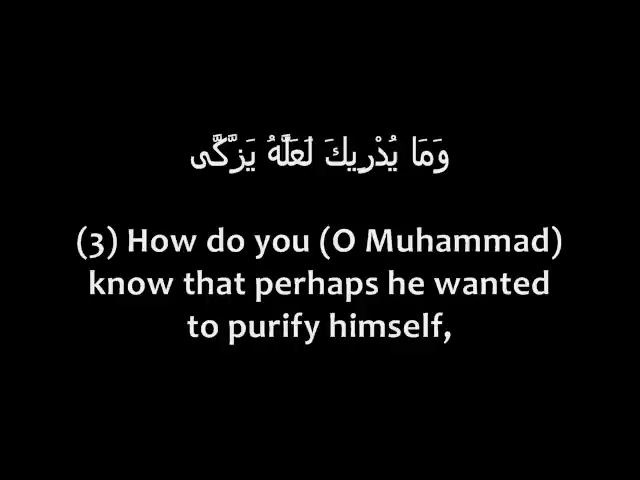 وَمَا يُدْرِيكَ لَعَلَّهُ يَزَّكَّى
(3) How do you (O Muhammad)
know that perhaps he wanted
to purify himself,